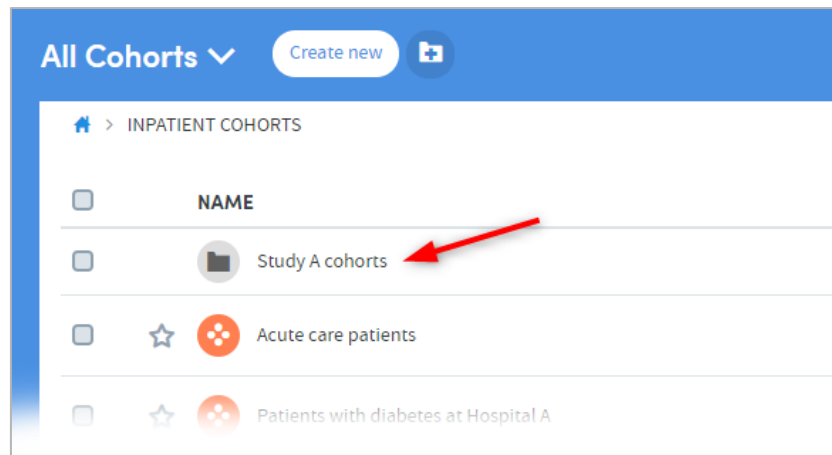 All Cohorts
Create new
> INPATIENT COHORTS
NAME
Study A cohorts
Acute care patients
Patients with diabetes at Hospital A